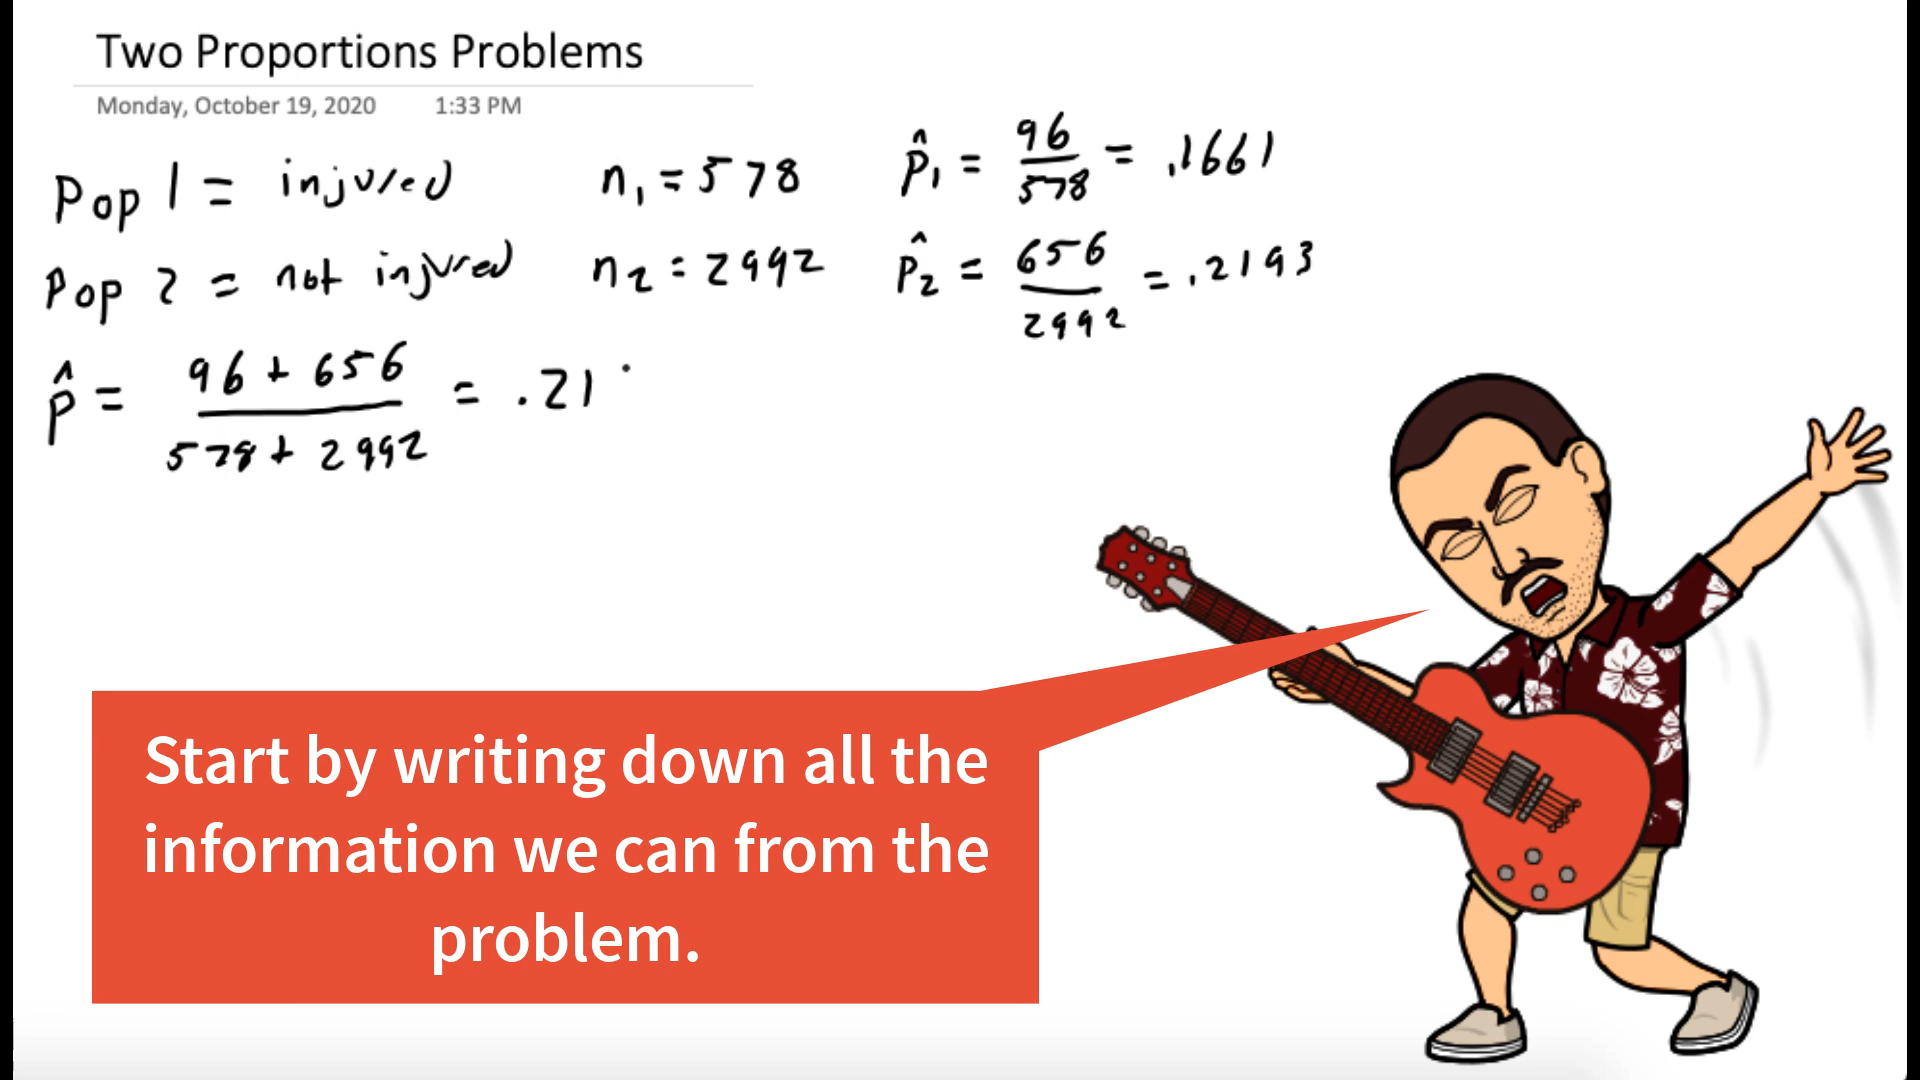 Two Proportions Problems
Monday, October 19, 2020 1:33 PM
Pop 1 = injured n₁ = 578 p̂₁ = 96/578 = .1661
Pop 2 = not injured n₂ = 2992 p̂₂ = 656/2992 = .2193
p̂ = 96 + 656 / 578 + 2992 = .21
Start by writing down all the
information we can from the
problem.